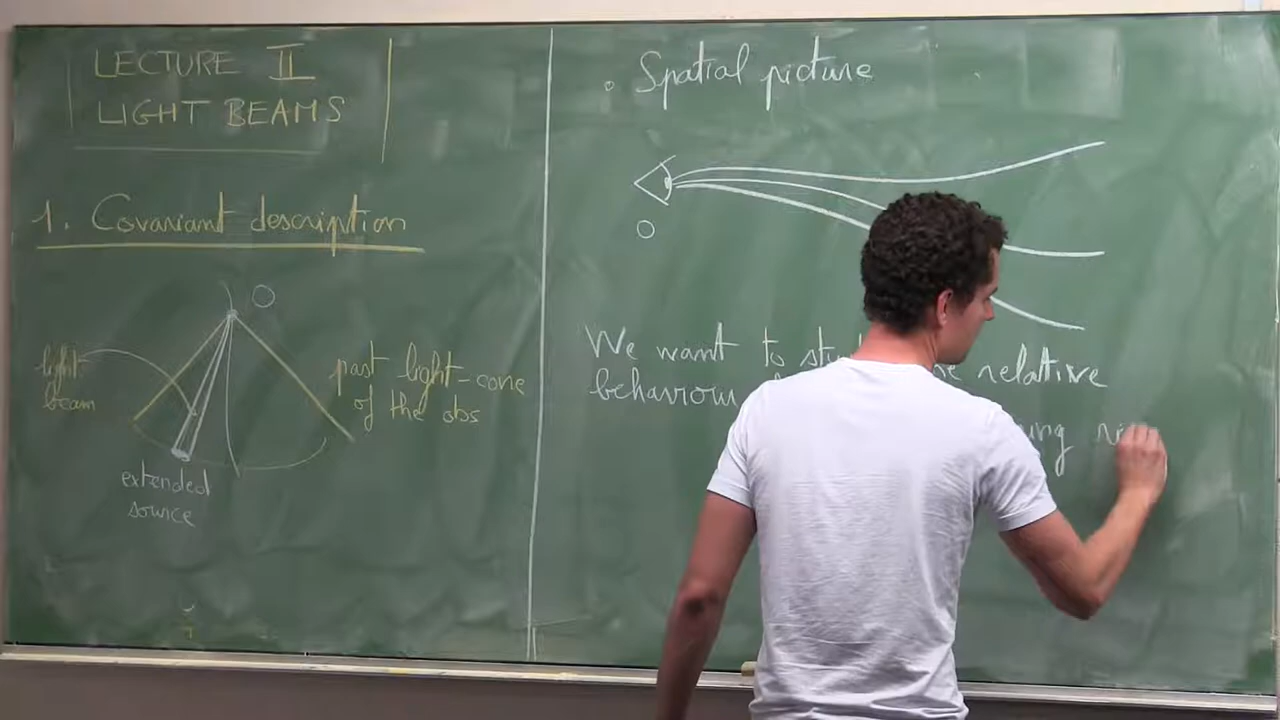 LECTURE II
LIGHT BEAMS
1. Covariant description
O
light
beam
past light-cone
of the obs
extended
source
Spatial picture
O
We want to relative
behaviour